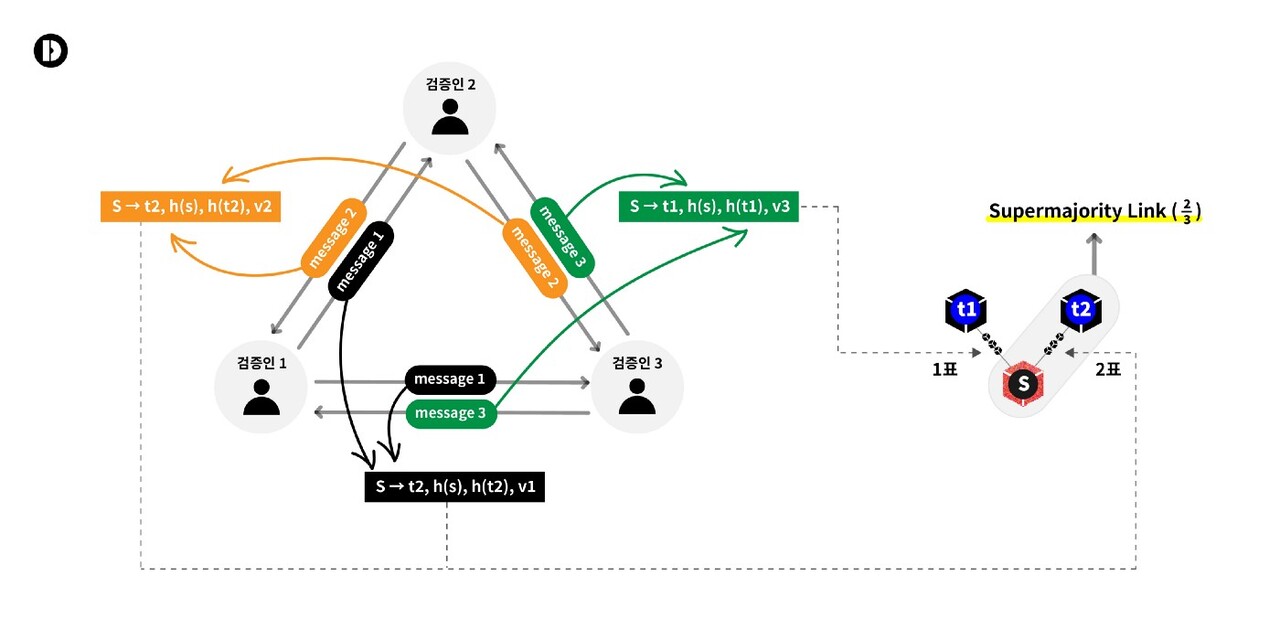 검증인 2
S → t2, h(s), h(t2), v2
message 2
message 1
message 2
message 3
S → t1, h(s), h(t1), v3
Supermajority Link ( 2/3 )
t1
t2
1표
2표
S
검증인 1
검증인 3
message 1
message 3
S → t2, h(s), h(t2), v1